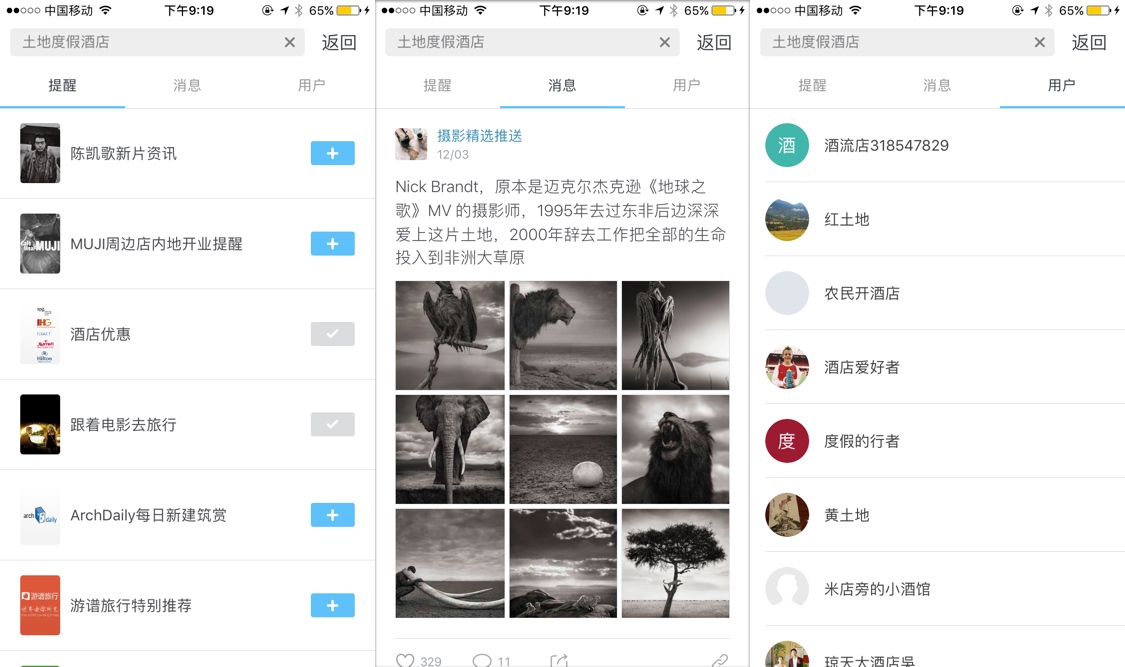 中国移动 下午9:19 65%
土地度假酒店 返回
提醒 消息 用户
陈凯歌新片资讯
MUJI
MUJI周边店内地开业提醒
IHG
Hilton
酒店优惠
跟着电影去旅行
arch daily
ArchDaily每日新建筑赏
游谱旅行
游谱旅行特别推荐
中国移动 下午9:19 65%
土地度假酒店 返回
提醒 消息 用户
摄影精选推送
12/03
Nick Brandt，原本是迈克尔杰克逊《地球之
歌》MV 的摄影师，1995年去过东非后边深深
爱上这片土地，2000年辞去工作把全部的生命
投入到非洲大草原
329 11
中国移动 下午9:19 65%
土地度假酒店 返回
提醒 消息 用户
酒
酒流店318547829
红土地
农民开酒店
酒店爱好者
度
度假的行者
黄土地
米店旁的小酒馆
琼天大酒店吳